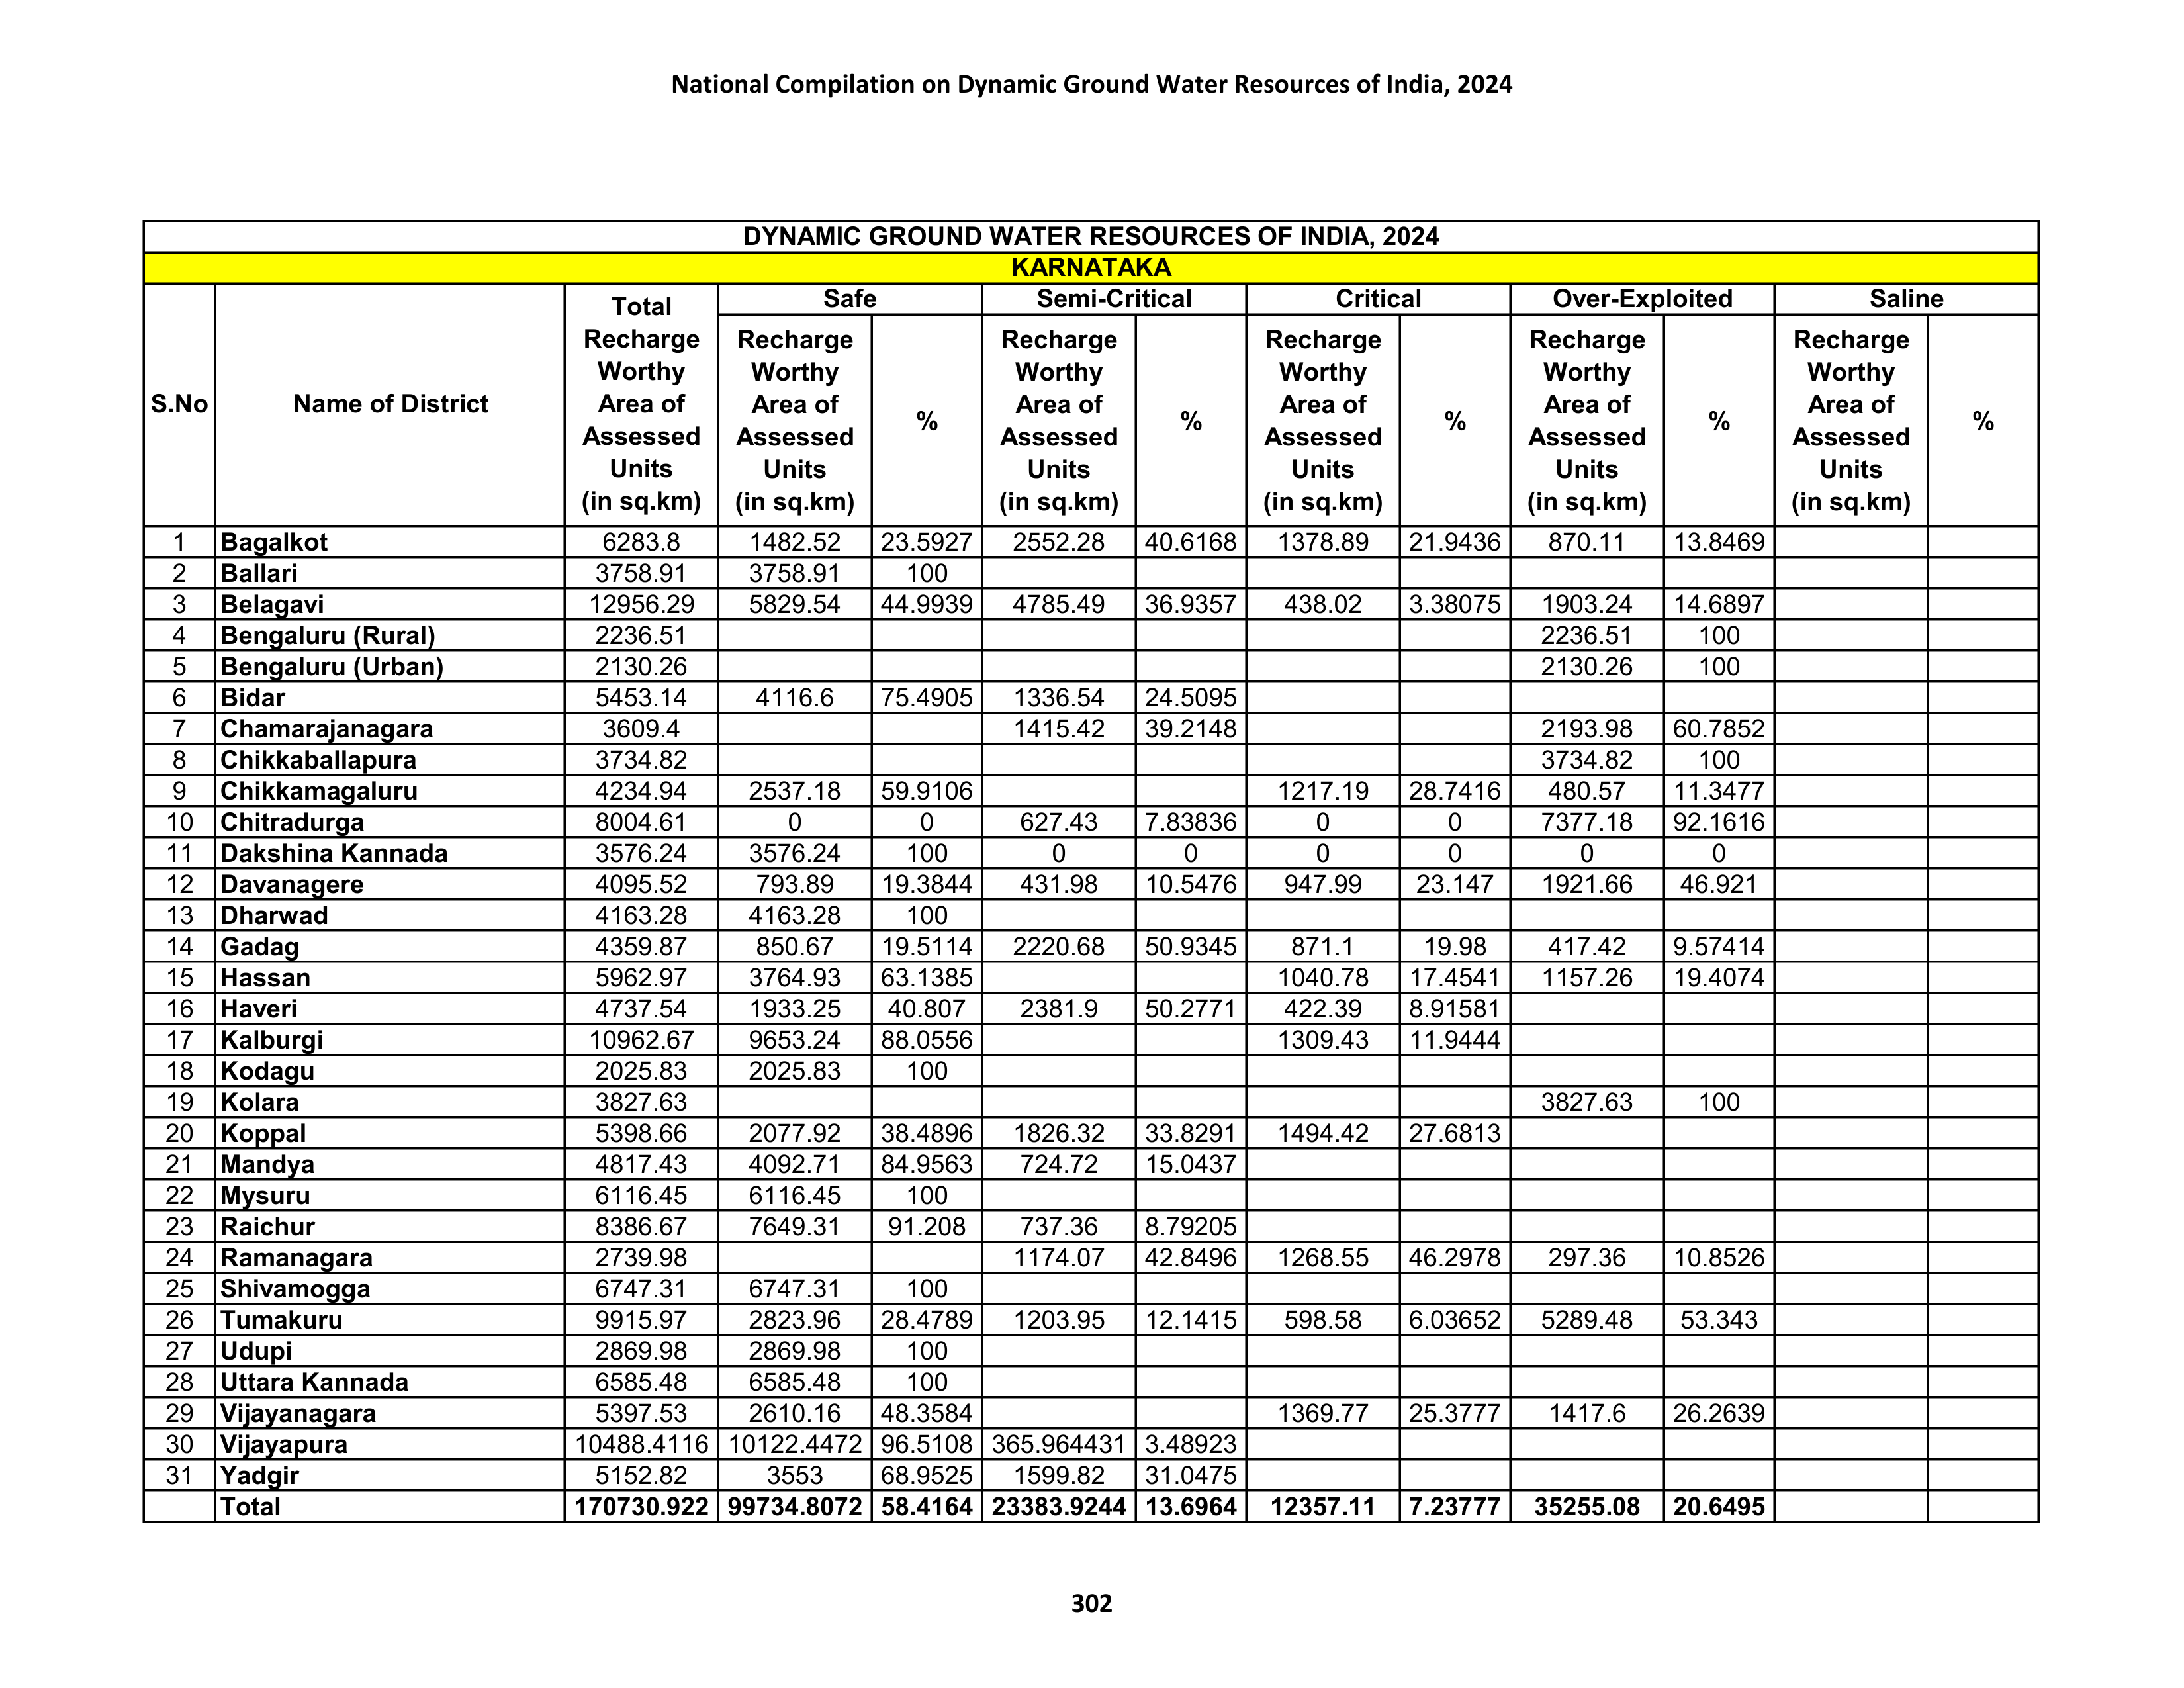 National Compilation on Dynamic Ground Water Resources of India, 2024
DYNAMIC GROUND WATER RESOURCES OF INDIA, 2024
KARNATAKA
S.No Name of District Total Recharge Worthy Area of Assessed Units (in sq.km) Safe Semi-Critical Critical Over-Exploited Saline
Recharge Worthy Area of Assessed Units (in sq.km) % Recharge Worthy Area of Assessed Units (in sq.km) % Recharge Worthy Area of Assessed Units (in sq.km) % Recharge Worthy Area of Assessed Units (in sq.km) % Recharge Worthy Area of Assessed Units (in sq.km) %
1 Bagalkot 6283.8 1482.52 23.5927 2552.28 40.6168 1378.89 21.9436 870.11 13.8469
2 Ballari 3758.91 3758.91 100
3 Belagavi 12956.29 5829.54 44.9939 4785.49 36.9357 438.02 3.38075 1903.24 14.6897
4 Bengaluru (Rural) 2236.51 2236.51 100
5 Bengaluru (Urban) 2130.26 2130.26 100
6 Bidar 5453.14 4116.6 75.4905 1336.54 24.5095
7 Chamarajanagara 3609.4 1415.42 39.2148 2193.98 60.7852
8 Chikkaballapura 3734.82 3734.82 100
9 Chikkamagaluru 4234.94 2537.18 59.9106 1217.19 28.7416 480.57 11.3477
10 Chitradurga 8004.61 0 0 627.43 7.83836 0 0 7377.18 92.1616
11 Dakshina Kannada 3576.24 3576.24 100 0 0 0 0 0 0
12 Davanagere 4095.52 793.89 19.3844 431.98 10.5476 947.99 23.147 1921.66 46.921
13 Dharwad 4163.28 4163.28 100
14 Gadag 4359.87 850.67 19.5114 2220.68 50.9345 871.1 19.98 417.42 9.57414
15 Hassan 5962.97 3764.93 63.1385 1040.78 17.4541 1157.26 19.4074
16 Haveri 4737.54 1933.25 40.807 2381.9 50.2771 422.39 8.91581
17 Kalburgi 10962.67 9653.24 88.0556 1309.43 11.9444
18 Kodagu 2025.83 2025.83 100
19 Kolara 3827.63 3827.63 100
20 Koppal 5398.66 2077.92 38.4896 1826.32 33.8291 1494.42 27.6813
21 Mandya 4817.43 4092.71 84.9563 724.72 15.0437
22 Mysuru 6116.45 6116.45 100
23 Raichur 8386.67 7649.31 91.208 737.36 8.79205
24 Ramanagara 2739.98 1174.07 42.8496 1268.55 46.2978 297.36 10.8526
25 Shivamogga 6747.31 6747.31 100
26 Tumakuru 9915.97 2823.96 28.4789 1203.95 12.1415 598.58 6.03652 5289.48 53.343
27 Udupi 2869.98 2869.98 100
28 Uttara Kannada 6585.48 6585.48 100
29 Vijayanagara 5397.53 2610.16 48.3584 1369.77 25.3777 1417.6 26.2639
30 Vijayapura 10488.4116 10122.4472 96.5108 365.964431 3.48923
31 Yadgir 5152.82 3553 68.9525 1599.82 31.0475
Total 170730.922 99734.8072 58.4164 23383.9244 13.6964 12357.11 7.23777 35255.08 20.6495
302